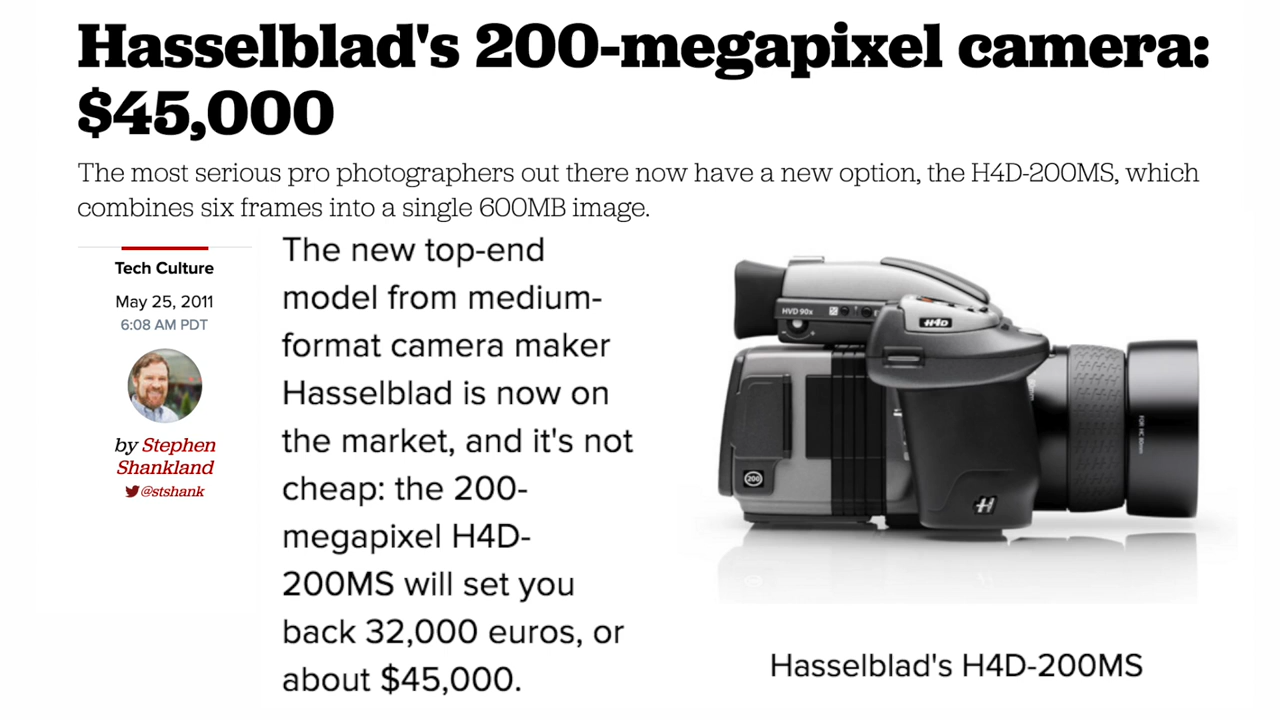 Hasselblad's 200-megapixel camera:
$45,000
The most serious pro photographers out there now have a new option, the H4D-200MS, which
combines six frames into a single 600MB image.
Tech Culture
May 25, 2011
6:08 AM PDT
by Stephen
Shankland
@stshank
The new top-end
model from medium-
format camera maker
Hasselblad is now on
the market, and it's not
cheap: the 200-
megapixel H4D-
200MS will set you
back 32,000 euros, or
about $45,000.
HVD 90x
H4D
200
H
Hasselblad's H4D-200MS